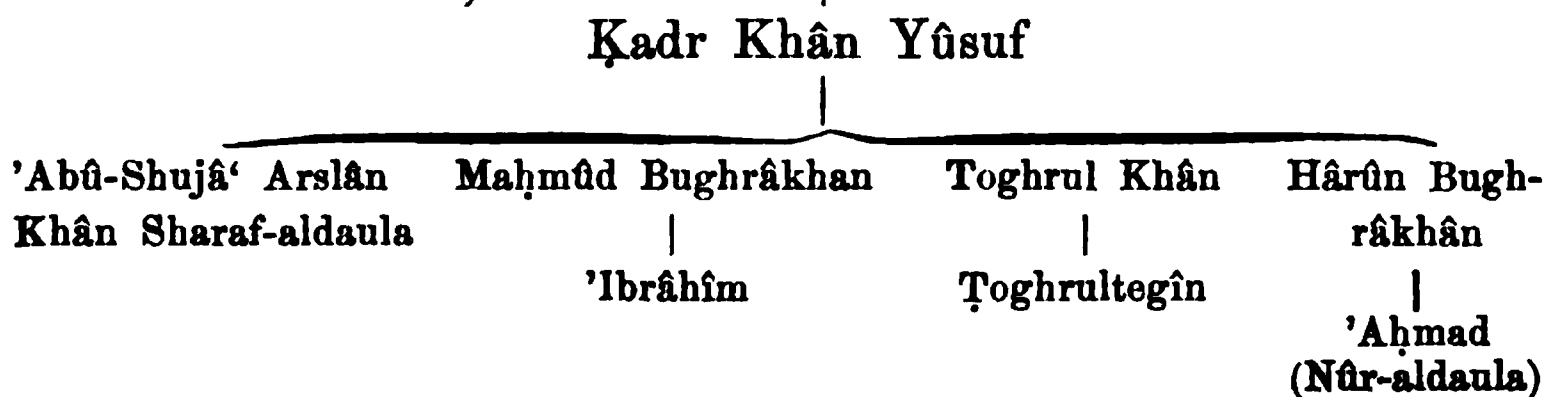 Ḳadr Khân Yûsuf
’Abû-Shujâ‘ Arslân Maḥmûd Bughrâkhan Toghrul Khân Hârûn Bugh-
Khân Sharaf-aldaula râkhân
’Ibrâhîm Ṭoghrultegîn
’Aḥmad
(Nûr-aldaula)